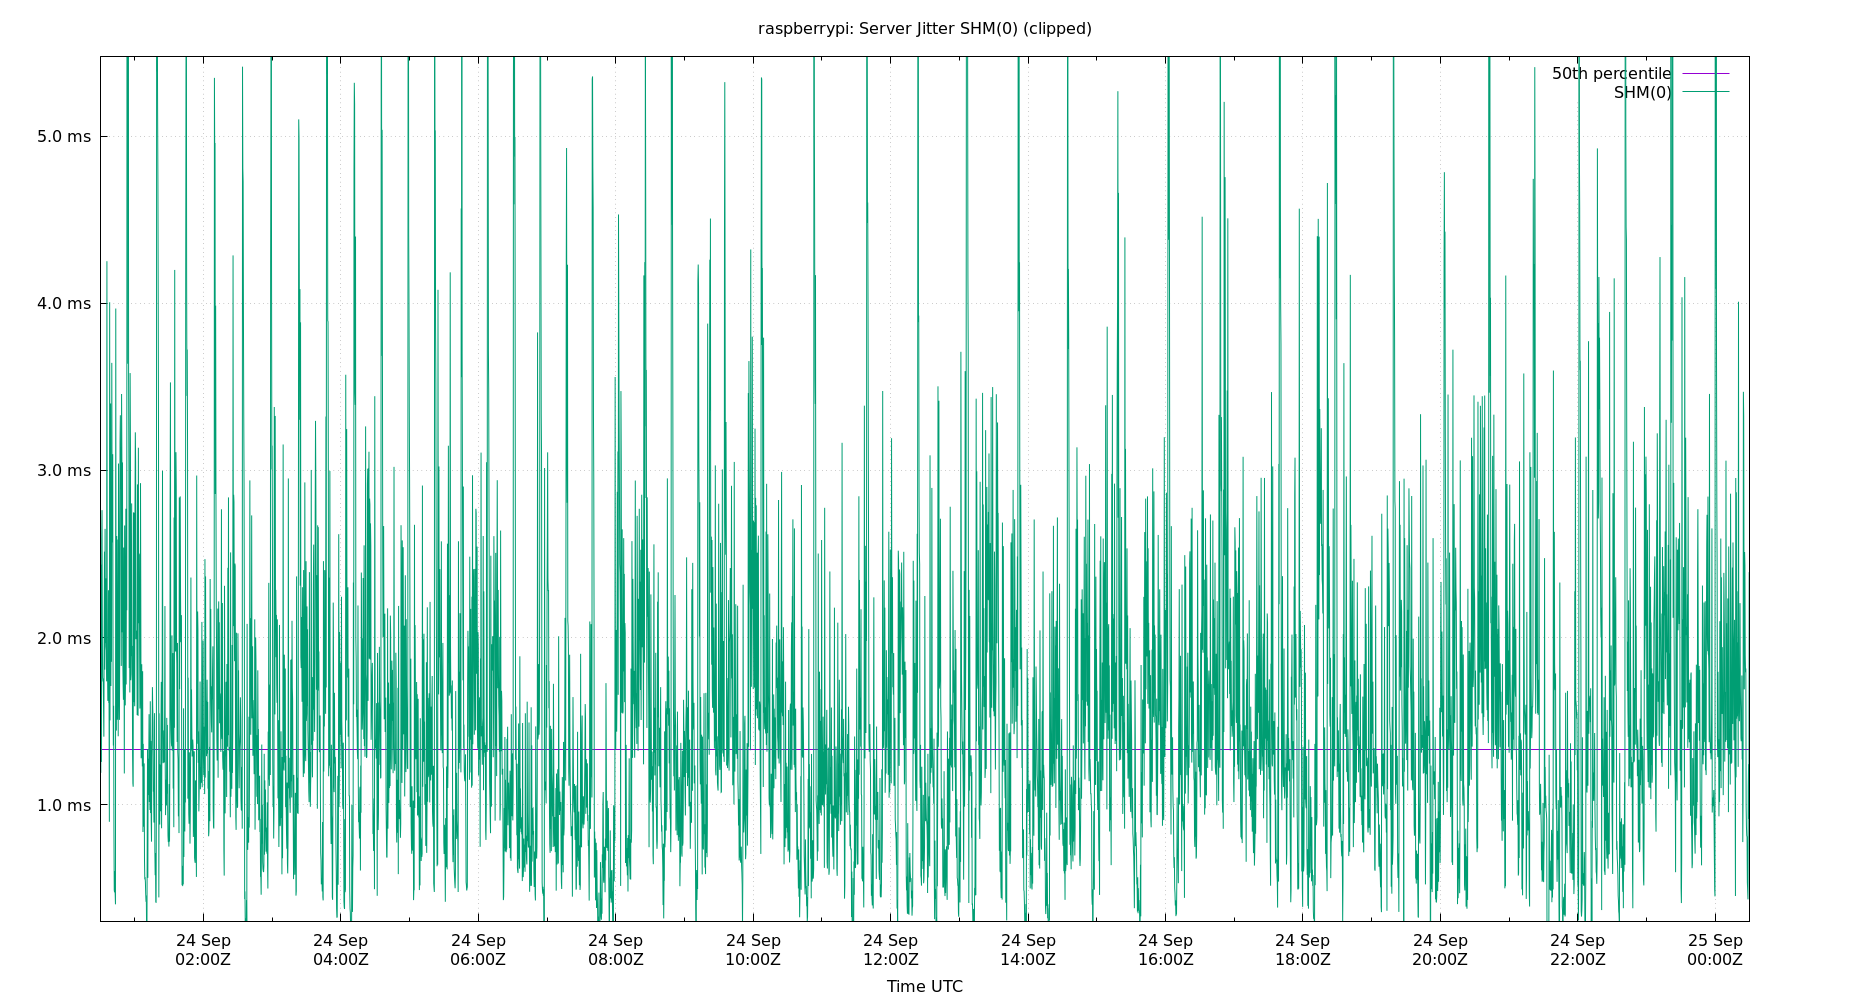 raspberrypi: Server Jitter SHM(0) (clipped)
50th percentile
SHM(0)
5.0 ms
4.0 ms
3.0 ms
2.0 ms
1.0 ms
24 Sep 24 Sep 24 Sep 24 Sep 24 Sep 24 Sep 24 Sep 24 Sep 24 Sep 24 Sep 24 Sep 25 Sep
02:00Z 04:00Z 06:00Z 08:00Z 10:00Z 12:00Z 14:00Z 16:00Z 18:00Z 20:00Z 22:00Z 00:00Z
Time UTC